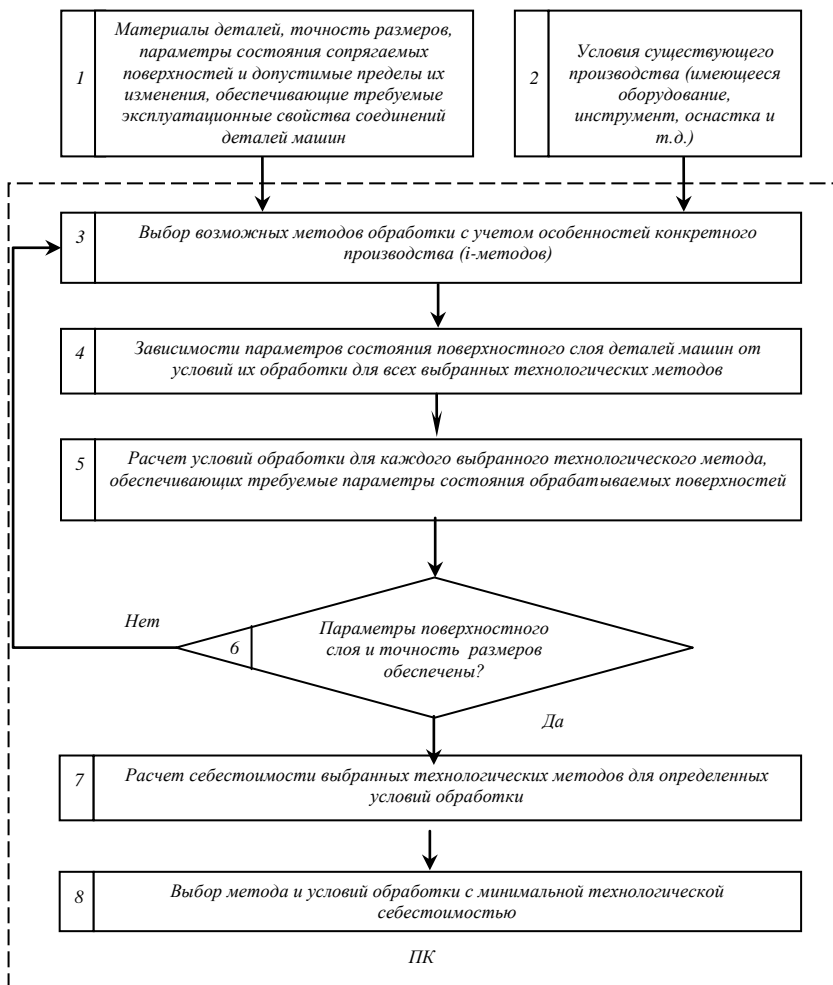 1
Материалы деталей, точность размеров,
параметры состояния сопрягаемых
поверхностей и допустимые пределы их
изменения, обеспечивающие требуемые
эксплуатационные свойства соединений
деталей машин
2
Условия существующего
производства (имеющееся
оборудование,
инструмент, оснастка и
т.д.)
3
Выбор возможных методов обработки с учетом особенностей конкретного
производства (i-методов)
4
Зависимости параметров состояния поверхностного слоя деталей машин от
условий их обработки для всех выбранных технологических методов
5
Расчет условий обработки для каждого выбранного технологического метода,
обеспечивающих требуемые параметры состояния обрабатываемых поверхностей
Нет
6
Параметры поверхностного
слоя и точность размеров
обеспечены?
Да
7
Расчет себестоимости выбранных технологических методов для определенных
условий обработки
8
Выбор метода и условий обработки с минимальной технологической
себестоимостью
ПК